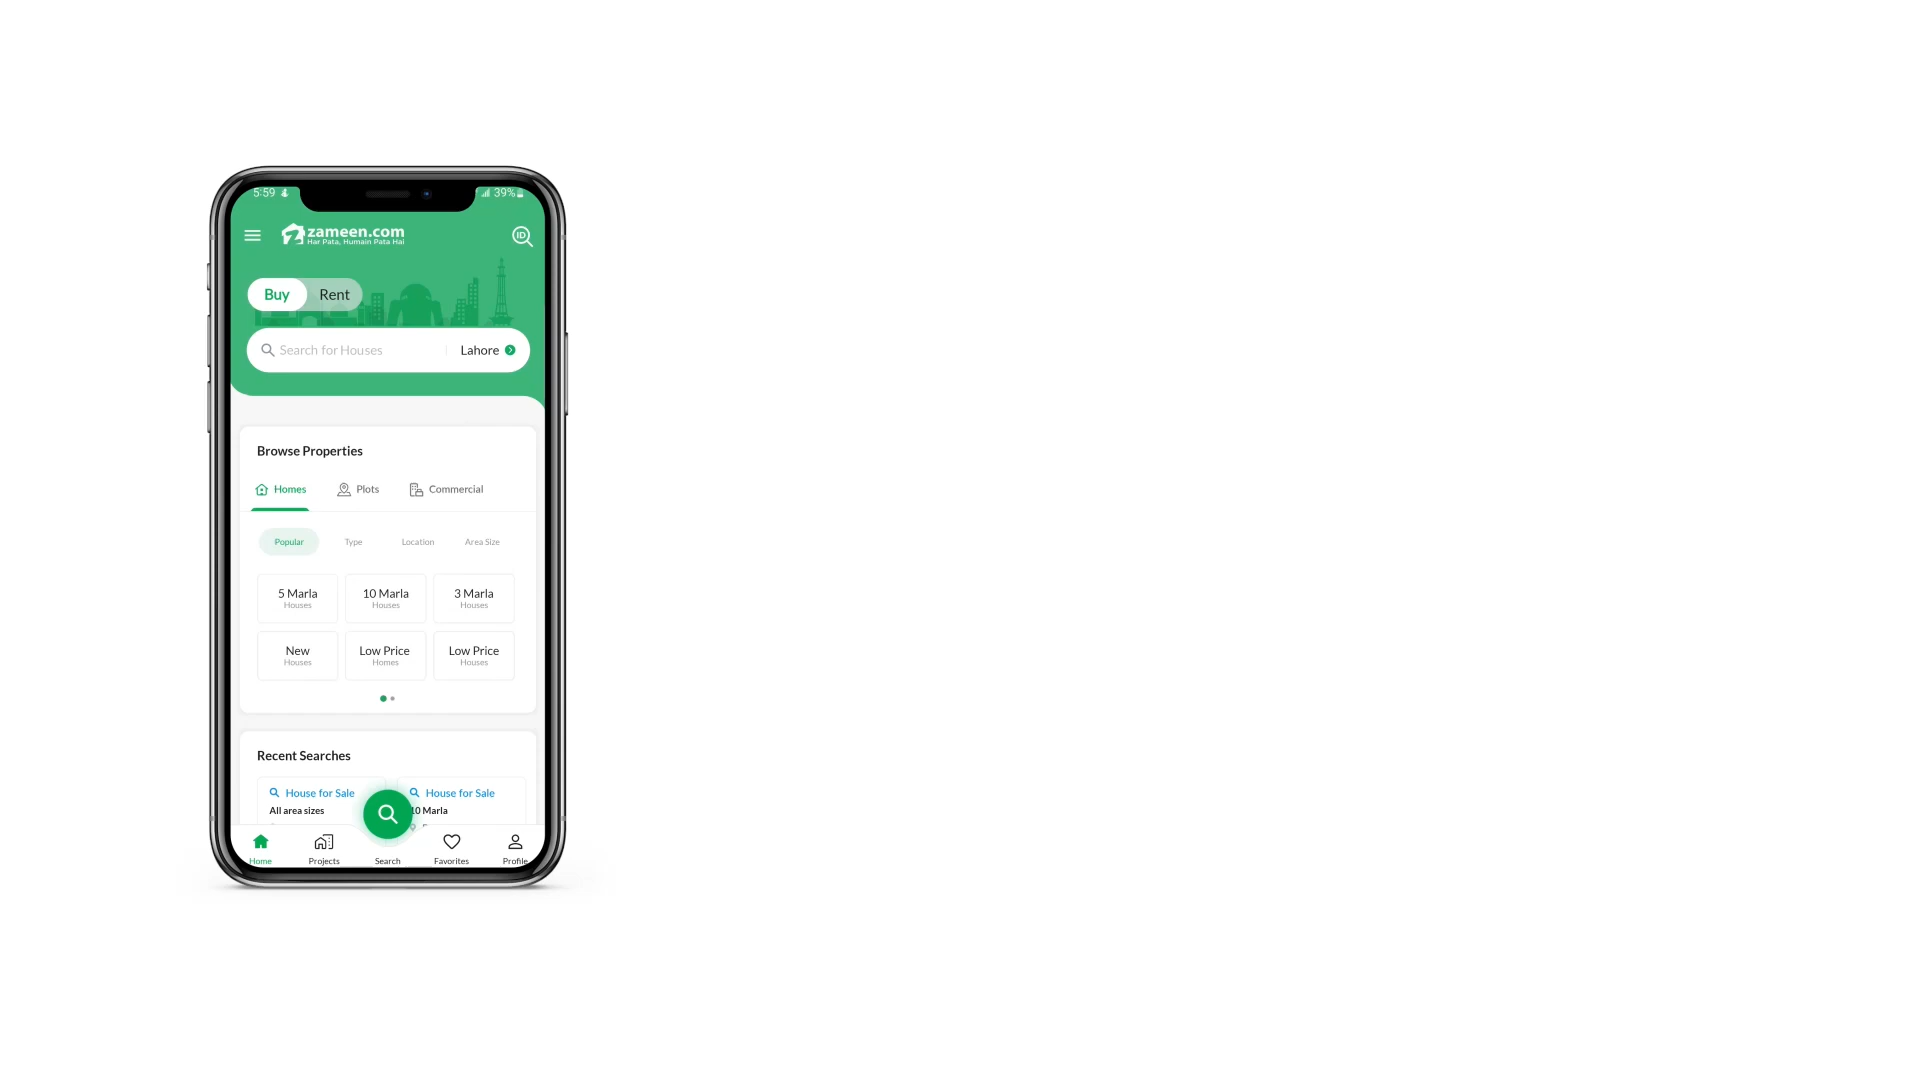 5:59
39%
zameen.com
Har Pata, Humain Pata Hai
ID
Buy Rent
Search for Houses Lahore
Browse Properties
Homes Plots Commercial
Popular Type Location Area Size
5 Marla 10 Marla 3 Marla
Houses Houses Houses
New Low Price Low Price
Houses Homes Houses
Recent Searches
House for Sale House for Sale
All area sizes 10 Marla
Home Projects Search Favorites Profile